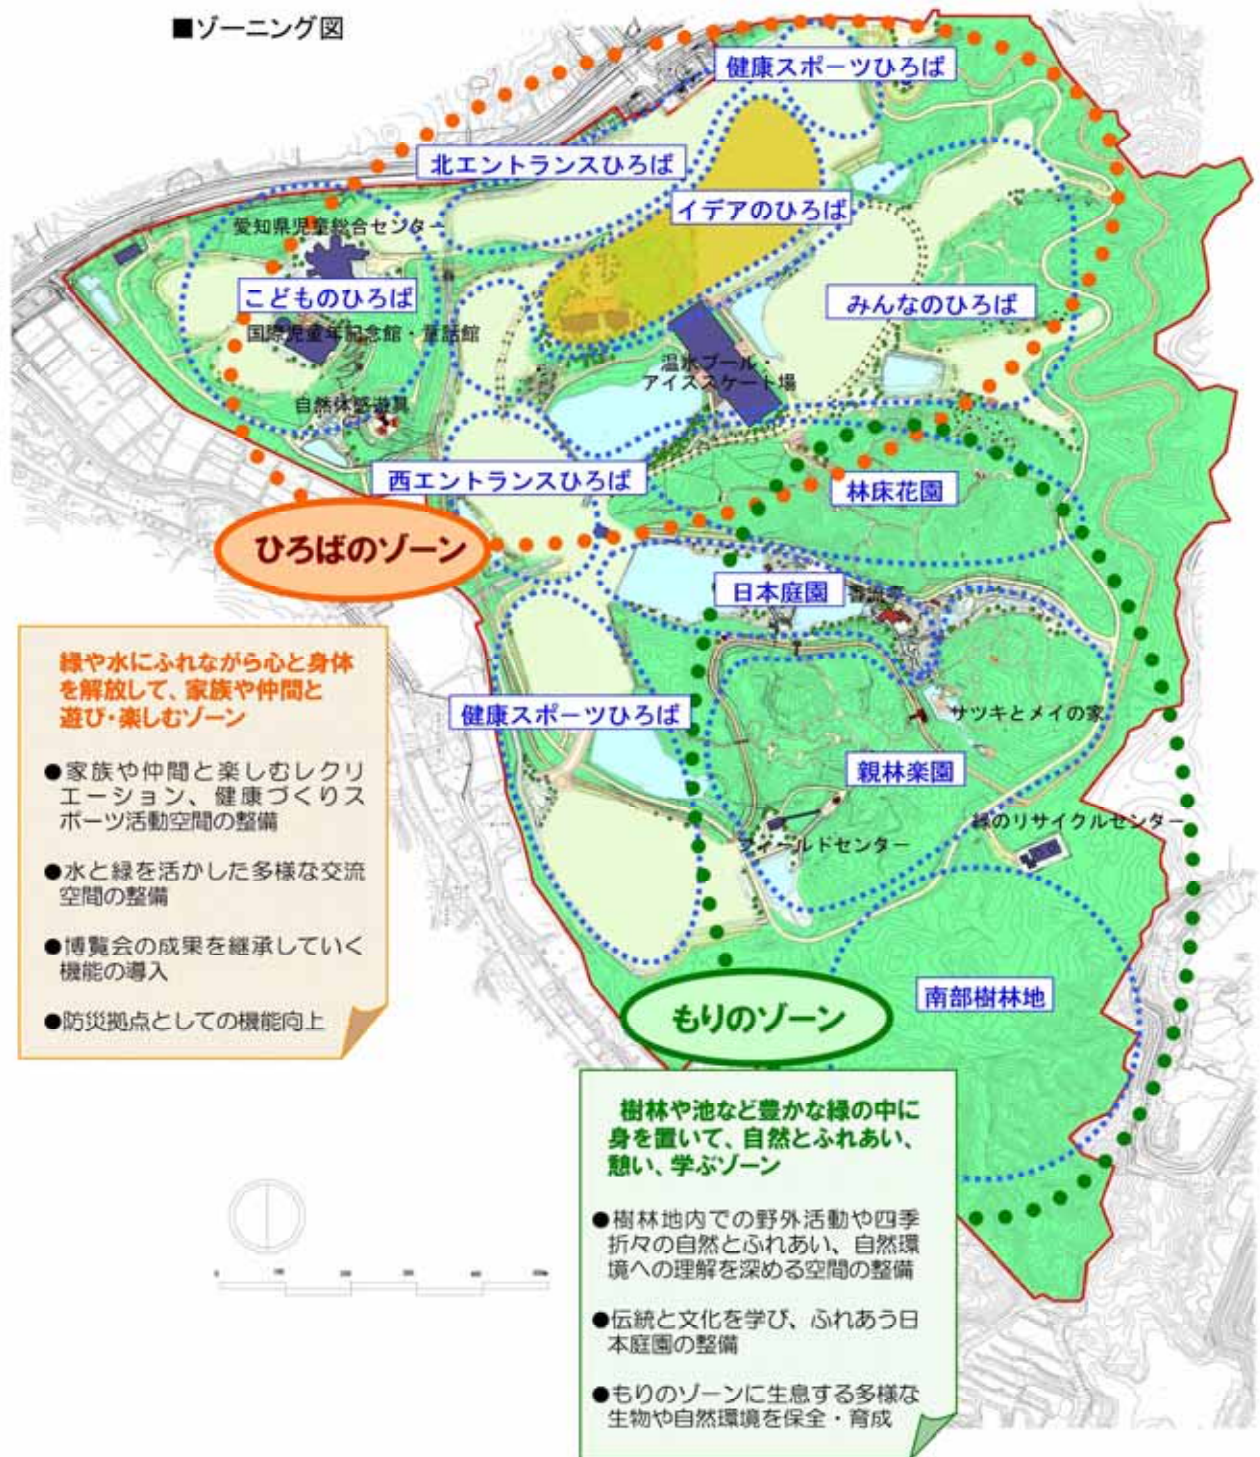 ■ゾーニング図
健康スポーツひろば
北エントランスひろば
イデアのひろば
愛知県児童総合センター
こどものひろば
みんなのひろば
国際児童年記念館・童話館
温水プール・
アイススケート場
自然体感遊具
西エントランスひろば
林床花園
ひろばのゾーン
日本庭園
香流亭
緑や水にふれながら心と身体
を解放して、家族や仲間と
遊び・楽しむゾーン
●家族や仲間と楽しむレクリ
エーション、健康づくりス
ポーツ活動空間の整備
●水と緑を活かした多様な交流
空間の整備
●博覧会の成果を継承していく
機能の導入
●防災拠点としての機能向上
健康スポーツひろば
サツキとメイの家
親林楽園
緑のリサイクルセンター
フィールドセンター
南部樹林地
もりのゾーン
樹林や池など豊かな緑の中に
身を置いて、自然とふれあい、
憩い、学ぶゾーン
●樹林地内での野外活動や四季
折々の自然とふれあい、自然環
境への理解を深める空間の整備
●伝統と文化を学び、ふれあう日
本庭園の整備
●もりのゾーンに生息する多様な
生物や自然環境を保全・育成